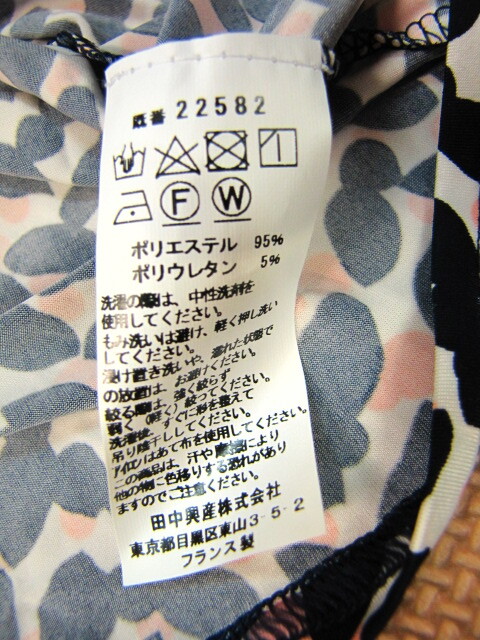 既番 22582
F W
ポリエステル 95%
ポリウレタン 5%
洗濯の際は、中性洗剤を
使用してください。
もみ洗いは避け、軽く押し洗い
してください。
浸け置き洗いや、濡れた状態で
の放置は、お避けください。
絞る際は、強く絞らず
弱く（軽く）絞ってください。
洗濯後、すぐに形を整えて
吊り陰干ししてください。
アイロンはあて布を使用してください。
この商品は、汗や摩擦により
他の物に色移りする恐れがあり
ますのでご注意ください。
田中興産株式会社
東京都目黒区東山3-5-2
フランス製